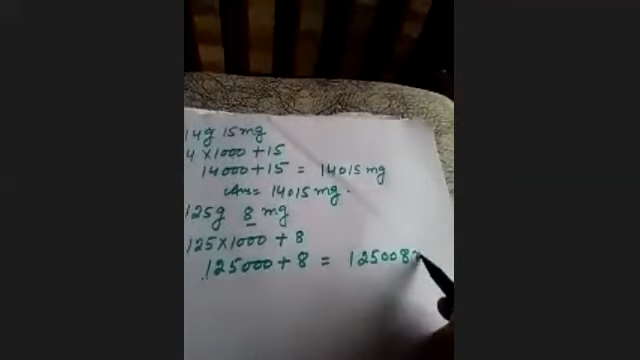 14g 15mg
4×1000+15
14000+15 = 14015 mg
Ans = 14015 mg.
125g 8 mg
125×1000 + 8
125000+8 = 125008